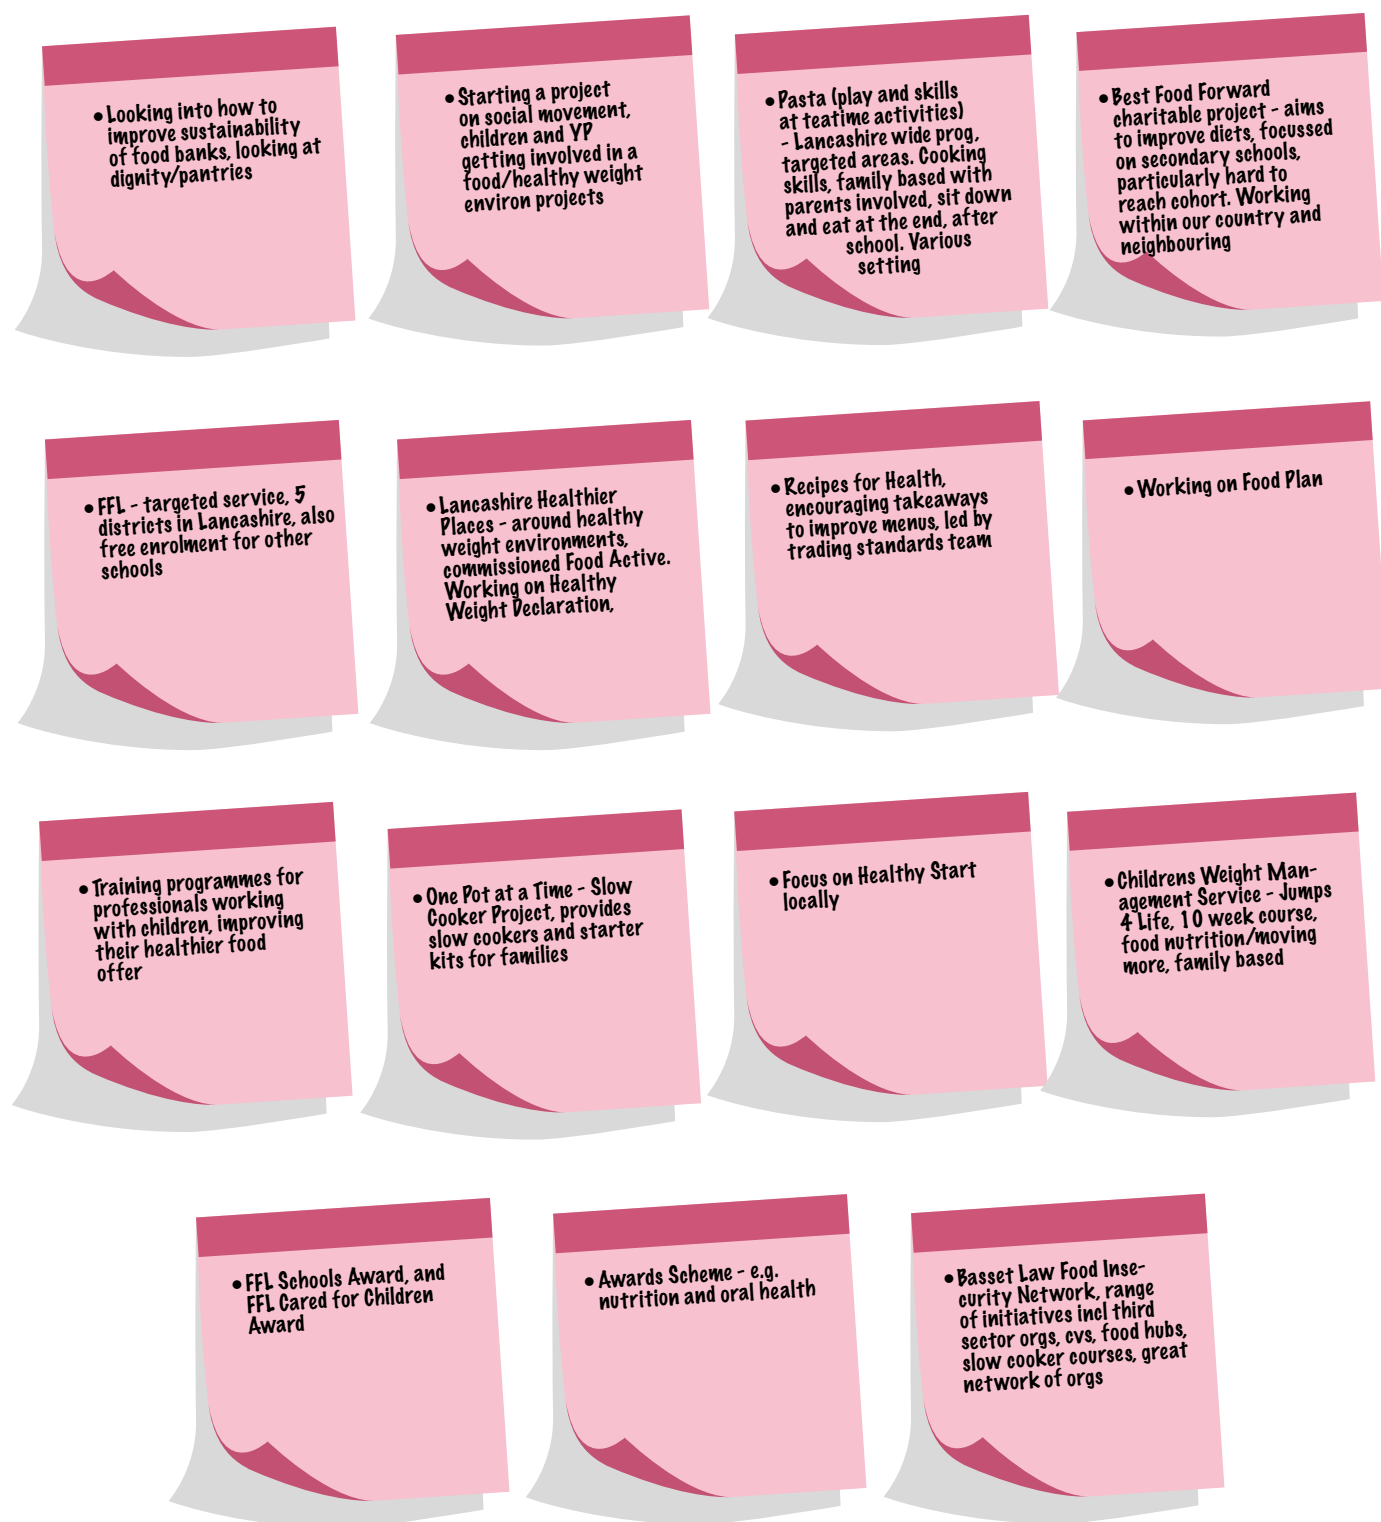 • Looking into how to
improve sustainability
of food banks, looking at
dignity/pantries
• Starting a project
on social movement,
children and YP
getting involved in a
food/healthy weight
environ projects
• Pasta (play and skills
at teatime activities)
- Lancashire wide prog,
targeted areas. Cooking
skills, family based with
parents involved, sit down
and eat at the end, after
school. Various
setting
• Best Food Forward
charitable project - aims
to improve diets, focussed
on secondary schools,
particularly hard to
reach cohort. Working
within our country and
neighbouring
• FFL - targeted service, 5
districts in Lancashire, also
free enrolment for other
schools
• Lancashire Healthier
Places - around healthy
weight environments,
commissioned Food Active.
Working on Healthy
Weight Declaration,
• Recipes for Health,
encouraging takeaways
to improve menus, led by
trading standards team
• Working on Food Plan
• Training programmes for
professionals working
with children, improving
their healthier food
offer
• One Pot at a Time - Slow
Cooker Project, provides
slow cookers and starter
kits for families
• Focus on Healthy Start
locally
• Childrens Weight Man-
agement Service - Jumps
4 Life, 10 week course,
food nutrition/moving
more, family based
• FFL Schools Award, and
FFL Cared for Children
Award
• Awards Scheme - e.g.
nutrition and oral health
• Basset Law Food Inse-
curity Network, range
of initiatives incl third
sector orgs, cvs, food hubs,
slow cooker courses, great
network of orgs